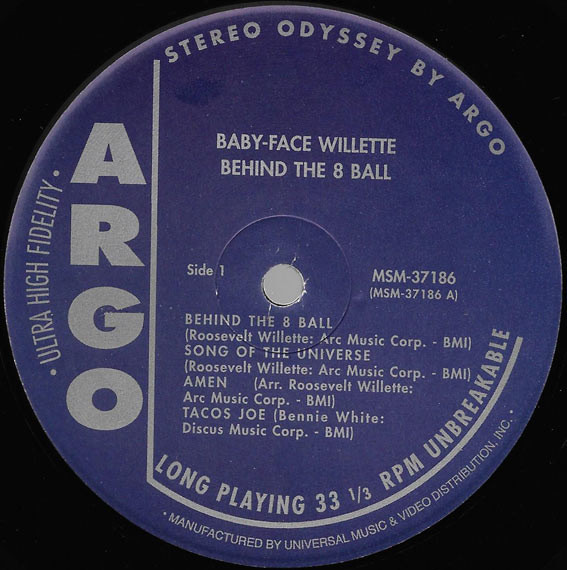 STEREO ODYSSEY BY ARGO
• ULTRA HIGH FIDELITY •
ARGO
BABY-FACE WILLETTE
BEHIND THE 8 BALL
Side 1
MSM-37186
(MSM-37186 A)
BEHIND THE 8 BALL
(Roosevelt Willette: Arc Music Corp. - BMI)
SONG OF THE UNIVERSE
(Roosevelt Willette: Arc Music Corp. - BMI)
AMEN (Arr. Roosevelt Willette:
Arc Music Corp. - BMI)
TACOS JOE (Bennie White:
Discus Music Corp. - BMI)
LONG PLAYING 33 1/3 RPM UNBREAKABLE
• MANUFACTURED BY UNIVERSAL MUSIC & VIDEO DISTRIBUTION, INC. •